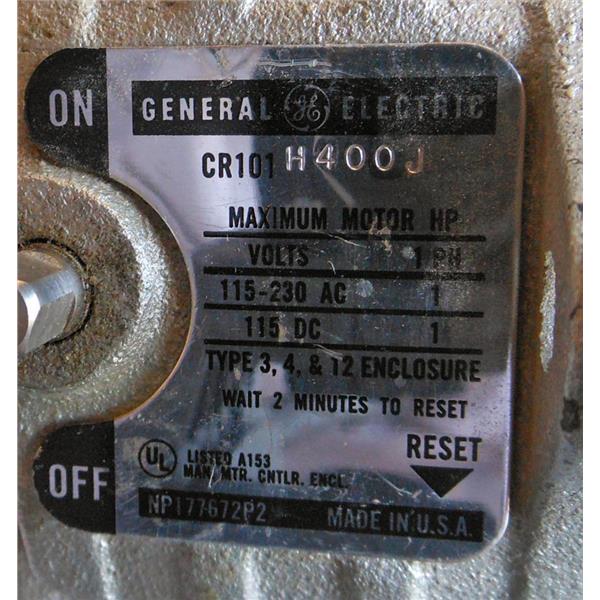 ON
GENERAL GE ELECTRIC
CR101 H400J
MAXIMUM MOTOR HP
VOLTS 1 PH
115-230 AC 1
115 DC 1
TYPE 3, 4, & 12 ENCLOSURE
WAIT 2 MINUTES TO RESET
UL LISTED A153
MAN. MTR. CNTLR. ENCL.
RESET
OFF
NP177672P2 MADE IN U.S.A.